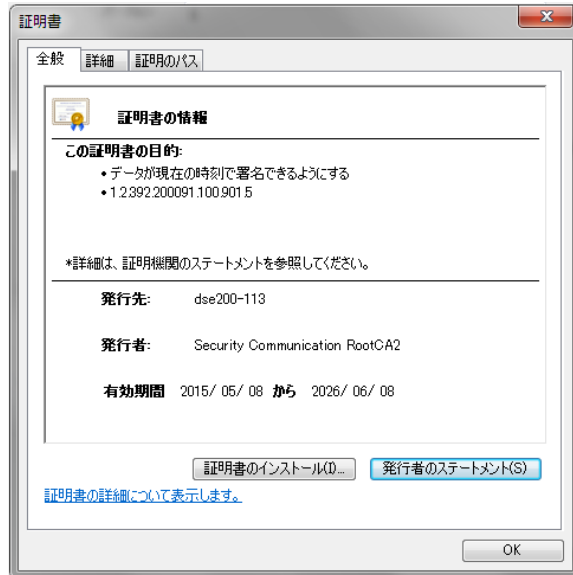 証明書
全般 詳細 証明のパス
証明書の情報
この証明書の目的:
• データが現在の時刻で署名できるようにする
• 1.2.392.200091.100.901.5
*詳細は、証明機関のステートメントを参照してください。
発行先: dse200-113
発行者: Security Communication RootCA2
有効期間 2015/ 05/ 08 から 2026/ 06/ 08
証明書のインストール(I)... 発行者のステートメント(S)
証明書の詳細について表示します。
OK